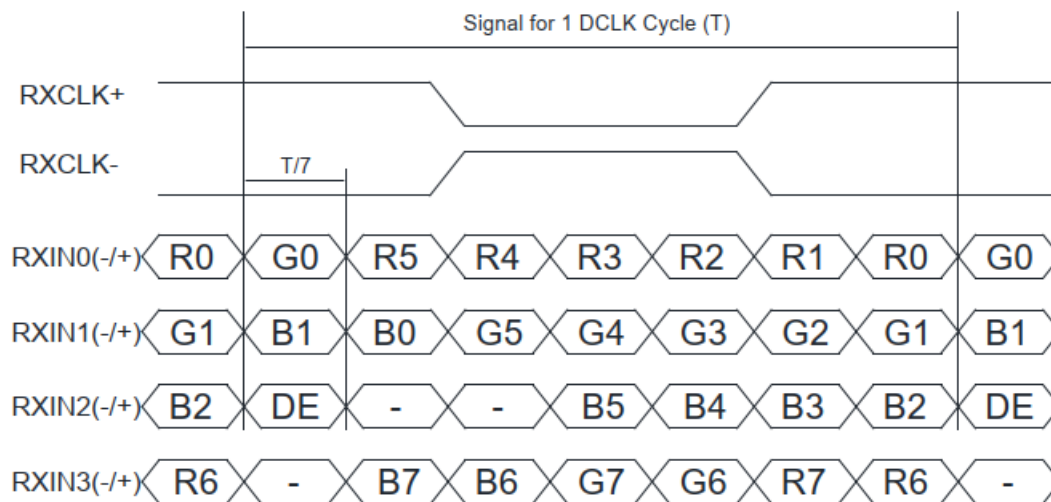 Signal for 1 DCLK Cycle (T)
RXCLK+
RXCLK-
T/7
RXIN0(-/+) R0 G0 R5 R4 R3 R2 R1 R0 G0
RXIN1(-/+) G1 B1 B0 G5 G4 G3 G2 G1 B1
RXIN2(-/+) B2 DE - - B5 B4 B3 B2 DE
RXIN3(-/+) R6 - B7 B6 G7 G6 R7 R6 -